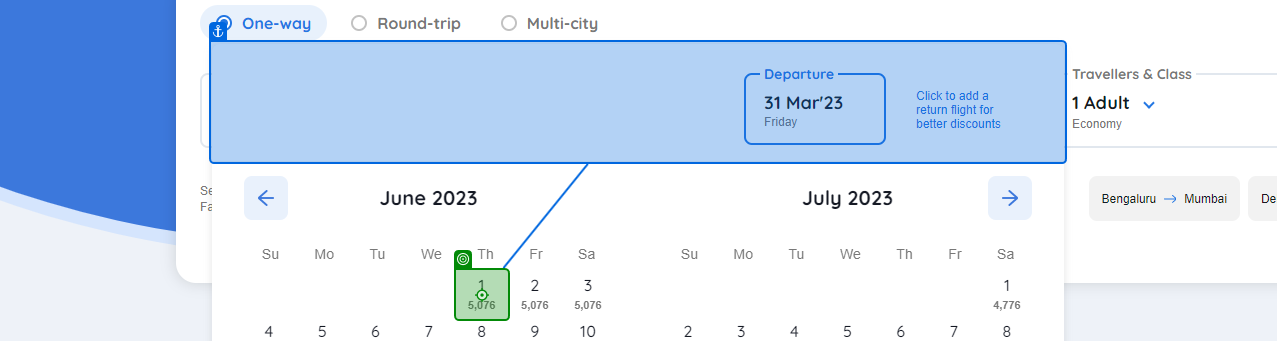 One-way Round-trip Multi-city
Departure
Travellers & Class
31 Mar'23
Friday
Click to add a
return flight for
better discounts
1 Adult
Economy
Se
Fa
June 2023
July 2023
Bengaluru → Mumbai
De
Su Mo Tu We Th Fr Sa
Su Mo Tu We Th Fr Sa
1 2 3
5,076 5,076 5,076
1
4,776
4 5 6 7 8 9 10
2 3 4 5 6 7 8